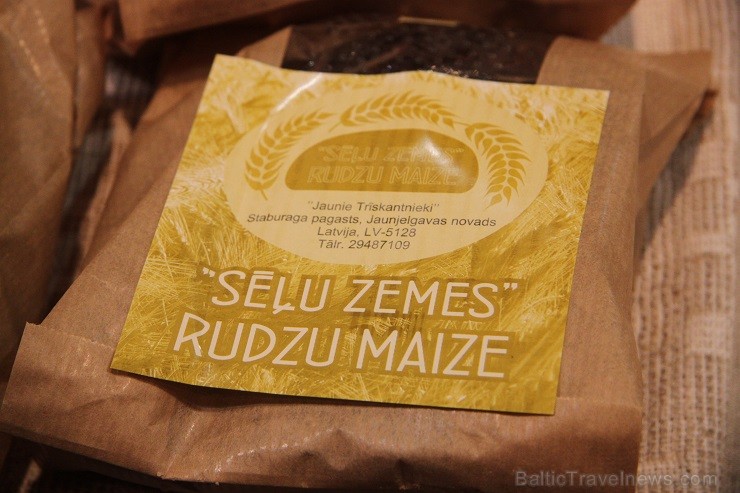 "SĒĻU ZEMES"
RUDZU MAIZE
"Jaunie Trīskantnieki"
Staburaga pagasts, Jaunjelgavas novads
Latvija, LV-5128
Tālr. 29487109
"SĒĻU ZEMES"
RUDZU MAIZE
BalticTravelnews.com